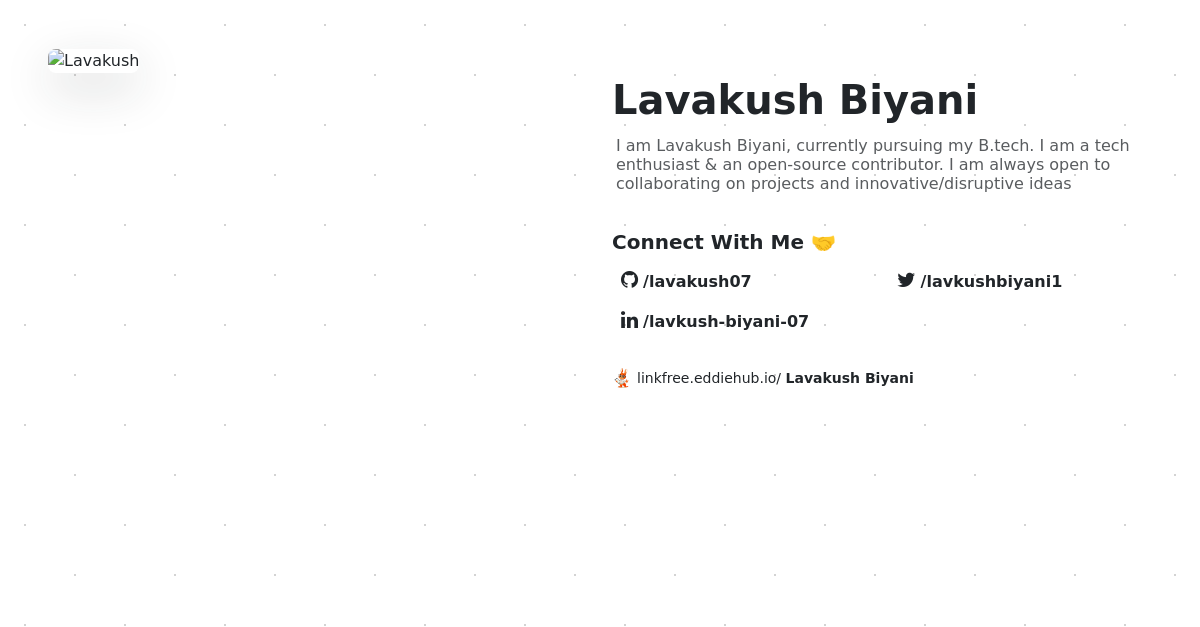 Lavakush
Lavakush Biyani
I am Lavakush Biyani, currently pursuing my B.tech. I am a tech
enthusiast & an open-source contributor. I am always open to
collaborating on projects and innovative/disruptive ideas
Connect With Me 🤝
/lavakush07
/lavkushbiyani1
/lavkush-biyani-07
linkfree.eddiehub.io/ Lavakush Biyani